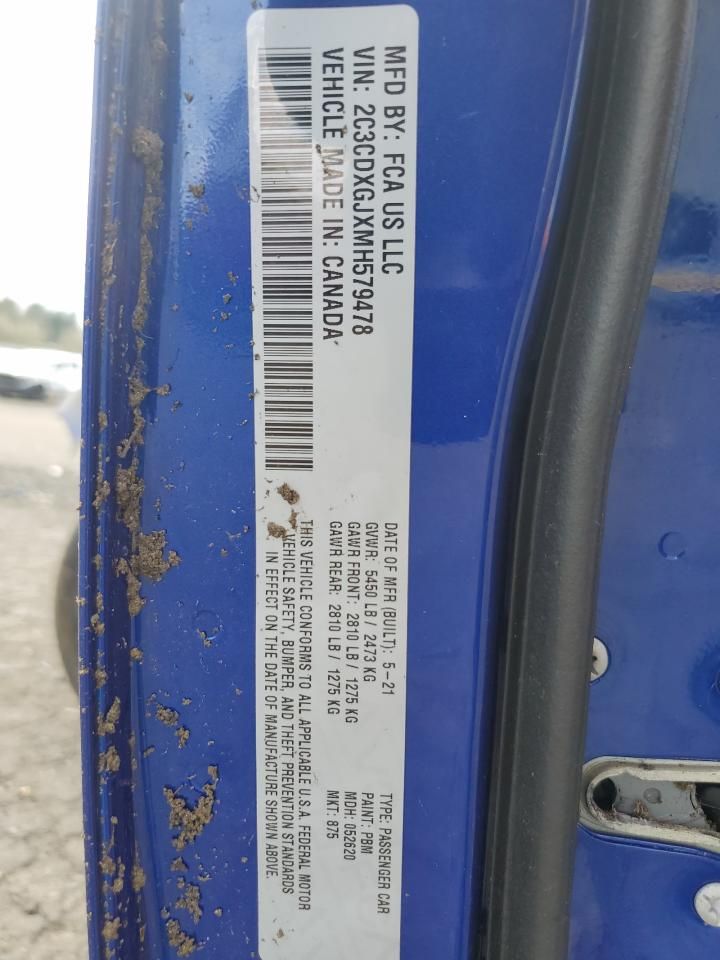 MFD BY: FCA US LLC
VIN: 2C3CDXGJXMH579478
VEHICLE MADE IN: CANADA
DATE OF MFR (BUILT): 5-21
GVWR: 5450 LB / 2473 KG
GAWR FRONT: 2810 LB / 1275 KG
GAWR REAR: 2810 LB / 1275 KG
TYPE: PASSENGER CAR
PAINT: PBM
MDH: 052620
MKT: 875
THIS VEHICLE CONFORMS TO ALL APPLICABLE U.S.A. FEDERAL MOTOR
VEHICLE SAFETY, BUMPER, AND THEFT PREVENTION STANDARDS
IN EFFECT ON THE DATE OF MANUFACTURE SHOWN ABOVE.